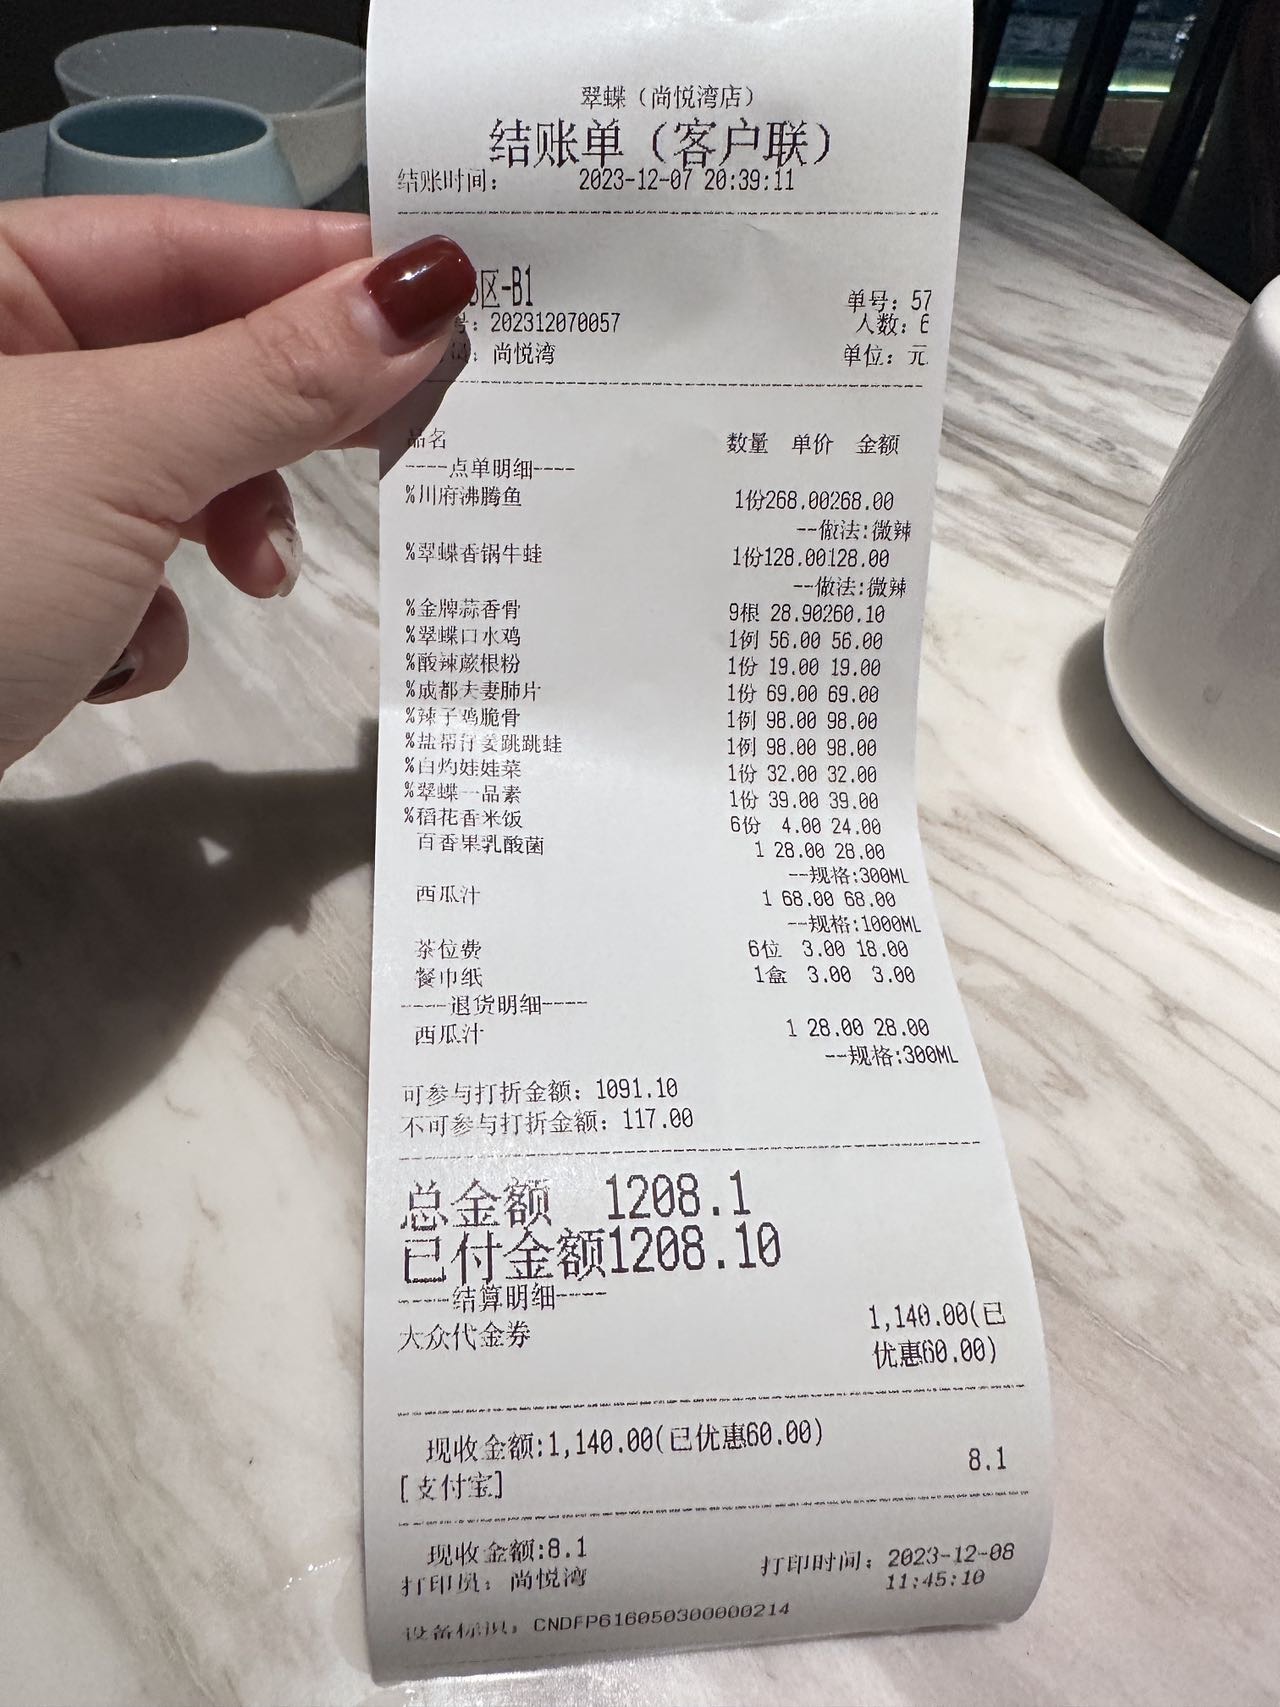 翠蝶（尚悦湾店）
结账单（客户联）
结账时间： 2023-12-07 20:39:11
区-B1
单号：57
号：202312070057
人数：6
：尚悦湾
单位：元
品名 数量 单价 金额
----点单明细----
%川府沸腾鱼 1份268.00268.00
--做法:微辣
%翠蝶香锅牛蛙 1份128.00128.00
--做法:微辣
%金牌蒜香骨 9根 28.90260.10
%翠蝶口水鸡 1例 56.00 56.00
%酸辣蕨根粉 1份 19.00 19.00
%成都夫妻肺片 1份 69.00 69.00
%辣子鸡脆骨 1例 98.00 98.00
%盐帮仔姜跳跳蛙 1例 98.00 98.00
%白灼娃娃菜 1份 32.00 32.00
%翠蝶一品素 1份 39.00 39.00
%稻花香米饭 6份 4.00 24.00
百香果乳酸菌 1 28.00 28.00
--规格:300ML
西瓜汁 1 68.00 68.00
--规格:1000ML
茶位费 6位 3.00 18.00
餐巾纸 1盒 3.00 3.00
----退货明细----
西瓜汁 1 28.00 28.00
--规格:300ML
可参与打折金额：1091.10
不可参与打折金额：117.00
总金额 1208.1
已付金额1208.10
----结算明细----
大众代金券 1,140.00(已
优惠60.00)
现收金额:1,140.00(已优惠60.00)
[支付宝] 8.1
现收金额:8.1
打印员：尚悦湾 打印时间：2023-12-08
11:45:10
设备标识：CNDFP616050300000214